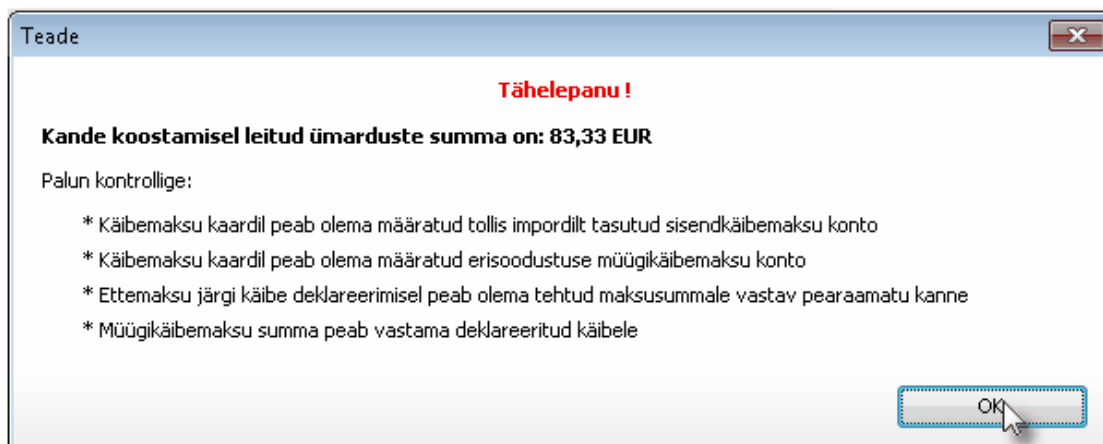 Teade
Tähelepanu !
Kande koostamisel leitud ümarduste summa on: 83,33 EUR
Palun kontrollige:
* Käibemaksu kaardil peab olema määratud tollis impordilt tasutud sisendkäibemaksu konto
* Käibemaksu kaardil peab olema määratud erisoodustuse müügikäibemaksu konto
* Ettemaksu järgi käibe deklareerimisel peab olema tehtud maksusummale vastav pearaamatu kanne
* Müügikäibemaksu summa peab vastama deklareeritud käibele
OK